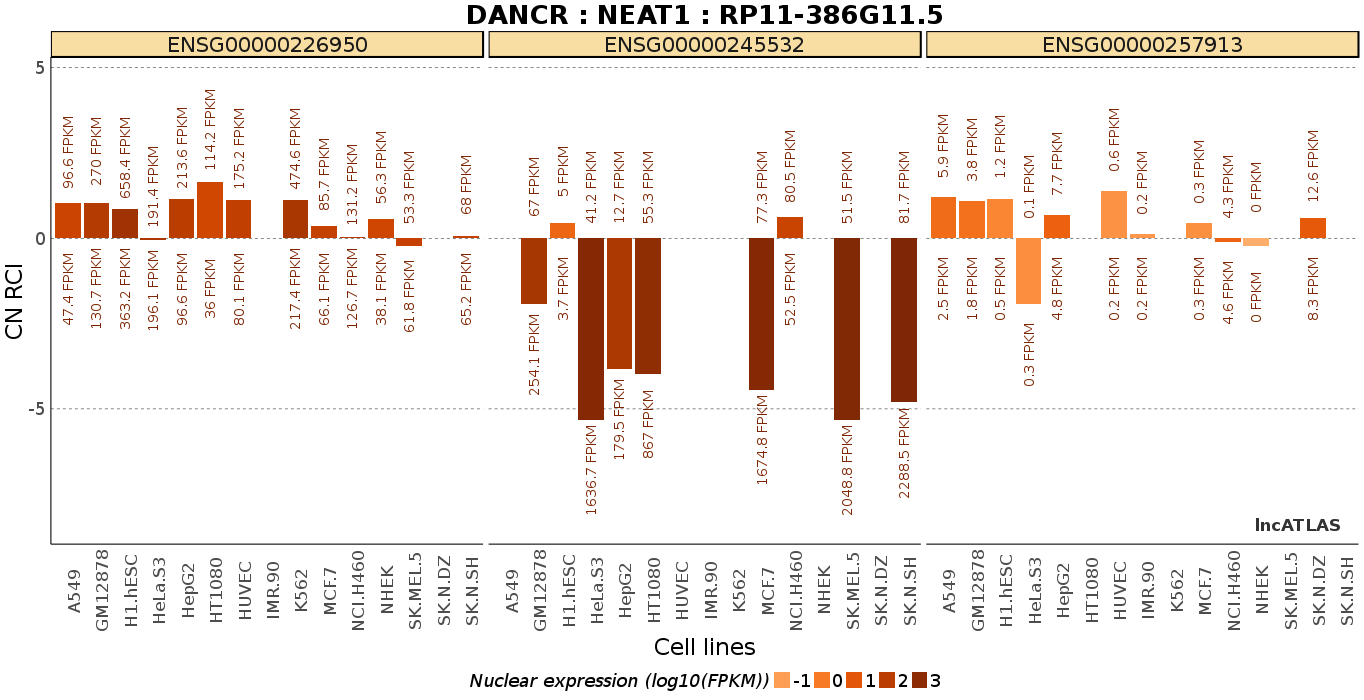 DANCR : NEAT1 : RP11-386G11.5
ENSG00000226950 ENSG00000245532 ENSG00000257913
CN RCI
5
0
-5
96.6 FPKM 270 FPKM 658.4 FPKM 191.4 FPKM 213.6 FPKM 114.2 FPKM 175.2 FPKM 474.6 FPKM 85.7 FPKM 131.2 FPKM 56.3 FPKM 53.3 FPKM 68 FPKM
47.4 FPKM 130.7 FPKM 363.2 FPKM 196.1 FPKM 96.6 FPKM 36 FPKM 80.1 FPKM 217.4 FPKM 66.1 FPKM 126.7 FPKM 38.1 FPKM 61.8 FPKM 65.2 FPKM
67 FPKM 5 FPKM 41.2 FPKM 12.7 FPKM 55.3 FPKM 77.3 FPKM 80.5 FPKM 51.5 FPKM 81.7 FPKM
254.1 FPKM 3.7 FPKM 1636.7 FPKM 179.5 FPKM 867 FPKM 1674.8 FPKM 52.5 FPKM 2048.8 FPKM 2288.5 FPKM
5.9 FPKM 3.8 FPKM 1.2 FPKM 0.1 FPKM 7.7 FPKM 0.6 FPKM 0.2 FPKM 0.3 FPKM 4.3 FPKM 0 FPKM 12.6 FPKM
2.5 FPKM 1.8 FPKM 0.5 FPKM 0.3 FPKM 4.8 FPKM 0.2 FPKM 0.2 FPKM 0.3 FPKM 4.6 FPKM 0 FPKM 8.3 FPKM
lncATLAS
A549 GM12878 H1.hESC HeLa.S3 HepG2 HT1080 HUVEC IMR.90 K562 MCF.7 NCI.H460 NHEK SK.MEL.5 SK.N.DZ SK.N.SH
A549 GM12878 H1.hESC HeLa.S3 HepG2 HT1080 HUVEC IMR.90 K562 MCF.7 NCI.H460 NHEK SK.MEL.5 SK.N.DZ SK.N.SH
A549 GM12878 H1.hESC HeLa.S3 HepG2 HT1080 HUVEC IMR.90 K562 MCF.7 NCI.H460 NHEK SK.MEL.5 SK.N.DZ SK.N.SH
Cell lines
Nuclear expression (log10(FPKM)) -1 0 1 2 3